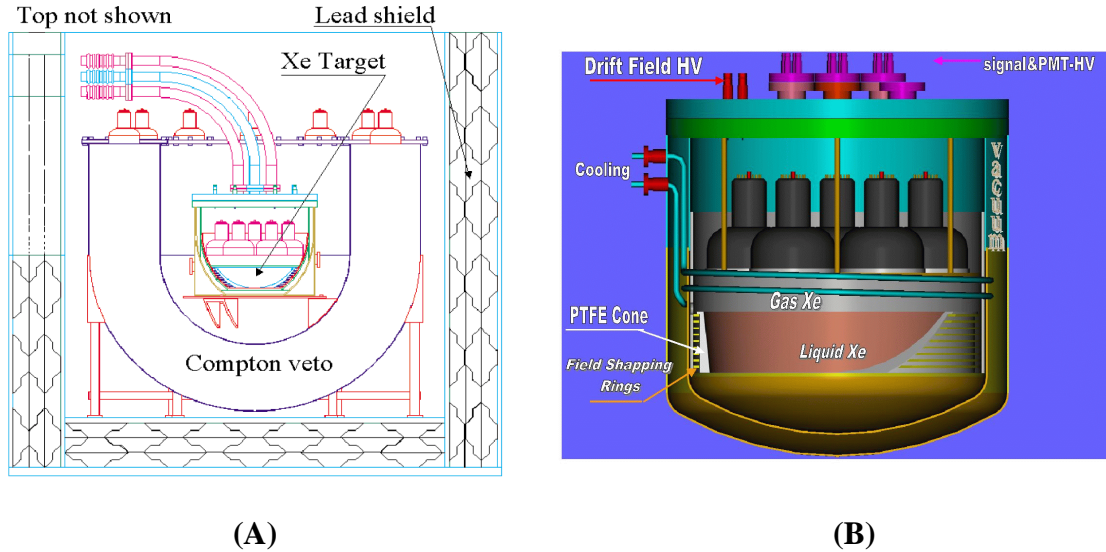 Top not shown
Lead shield
Xe Target
Compton veto
(A)
Drift Field HV
signal&PMT-HV
Cooling
vacuum
Gas Xe
PTFE Cone
Liquid Xe
Field Shapping
Rings
(B)